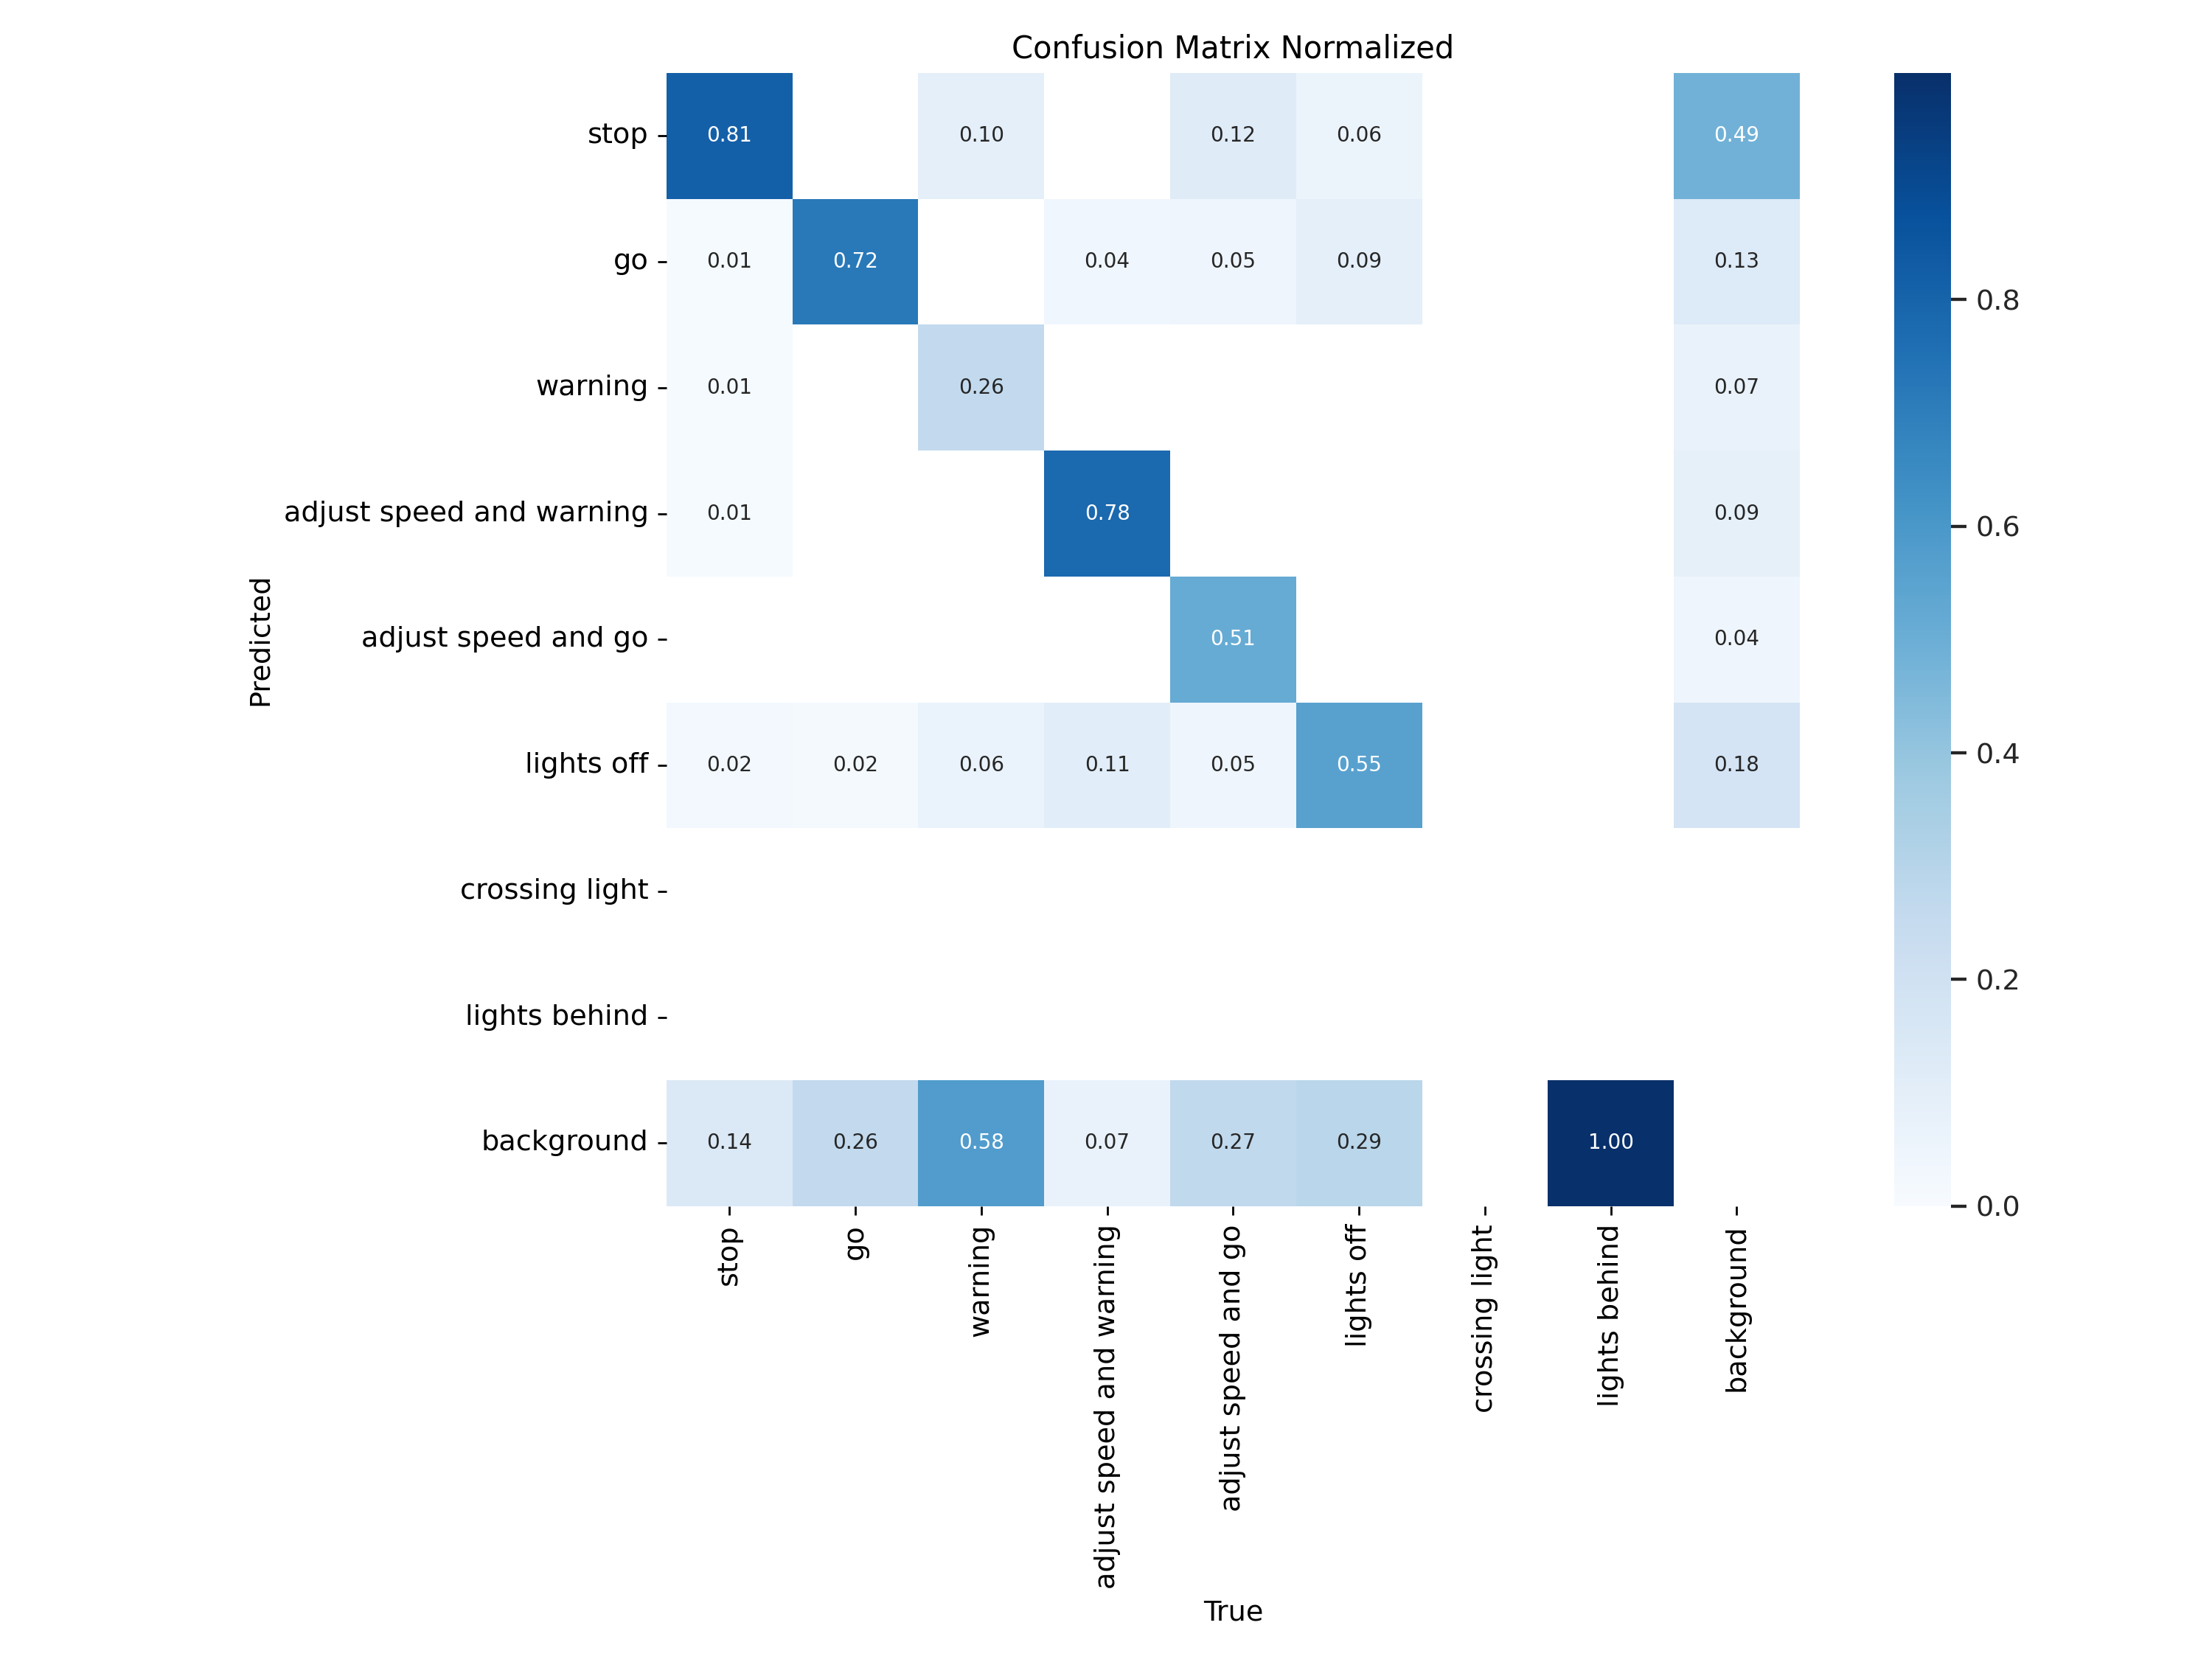 Confusion Matrix Normalized
stop 0.81 0.10 0.12 0.06 0.49
go 0.01 0.72 0.04 0.05 0.09 0.13
0.8
warning 0.01 0.26 0.07
adjust speed and warning 0.01 0.78 0.09
0.6
Predicted
adjust speed and go 0.51 0.04
lights off 0.02 0.02 0.06 0.11 0.05 0.55 0.18
0.4
crossing light
lights behind
0.2
background 0.14 0.26 0.58 0.07 0.27 0.29 1.00
0.0
stop
go
warning
adjust speed and warning
adjust speed and go
lights off
crossing light
lights behind
background
True